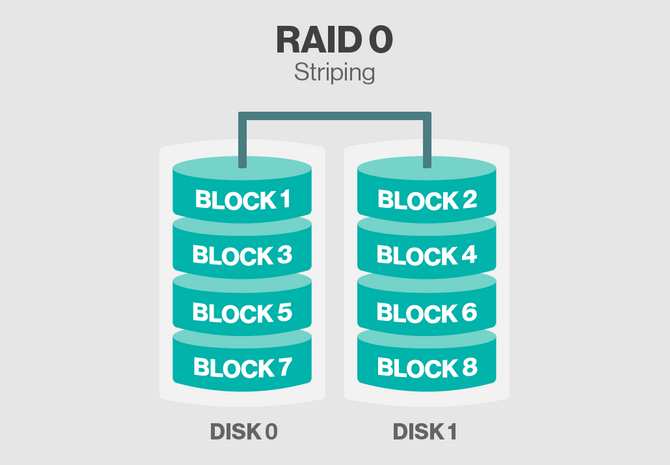 RAID 0
Striping
BLOCK 1
BLOCK 2
BLOCK 3
BLOCK 4
BLOCK 5
BLOCK 6
BLOCK 7
BLOCK 8
DISK 0
DISK 1